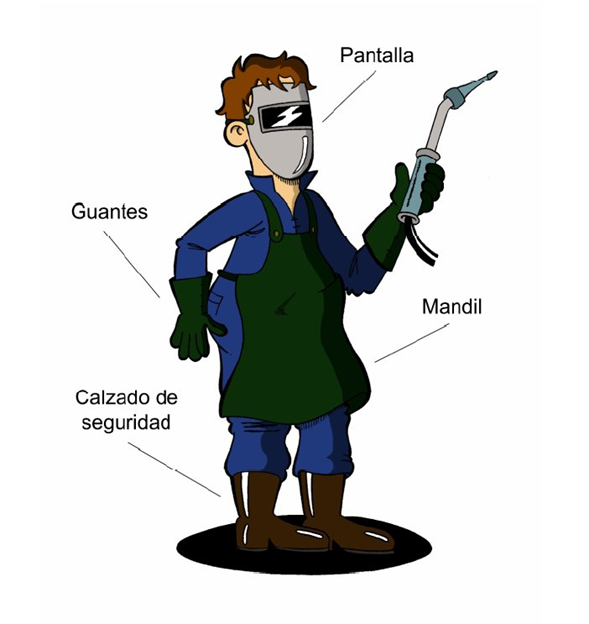 Pantalla
Guantes
Mandil
Calzado de
seguridad